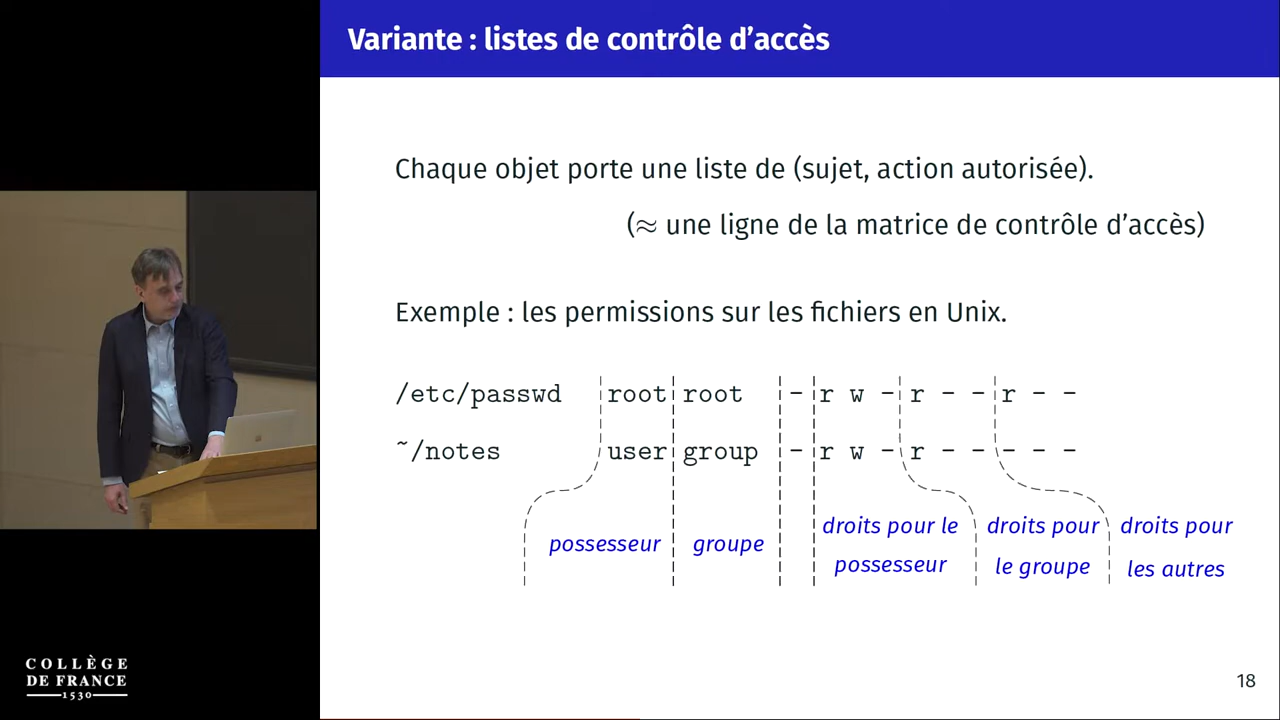 Variante : listes de contrôle d'accès
Chaque objet porte une liste de (sujet, action autorisée).
(≈ une ligne de la matrice de contrôle d'accès)
Exemple : les permissions sur les fichiers en Unix.
/etc/passwd root root - r w - r - - r - -
~/notes user group - r w - r - - - - -
possesseur groupe droits pour le possesseur droits pour le groupe droits pour les autres
COLLÈGE
DE FRANCE
1530
18